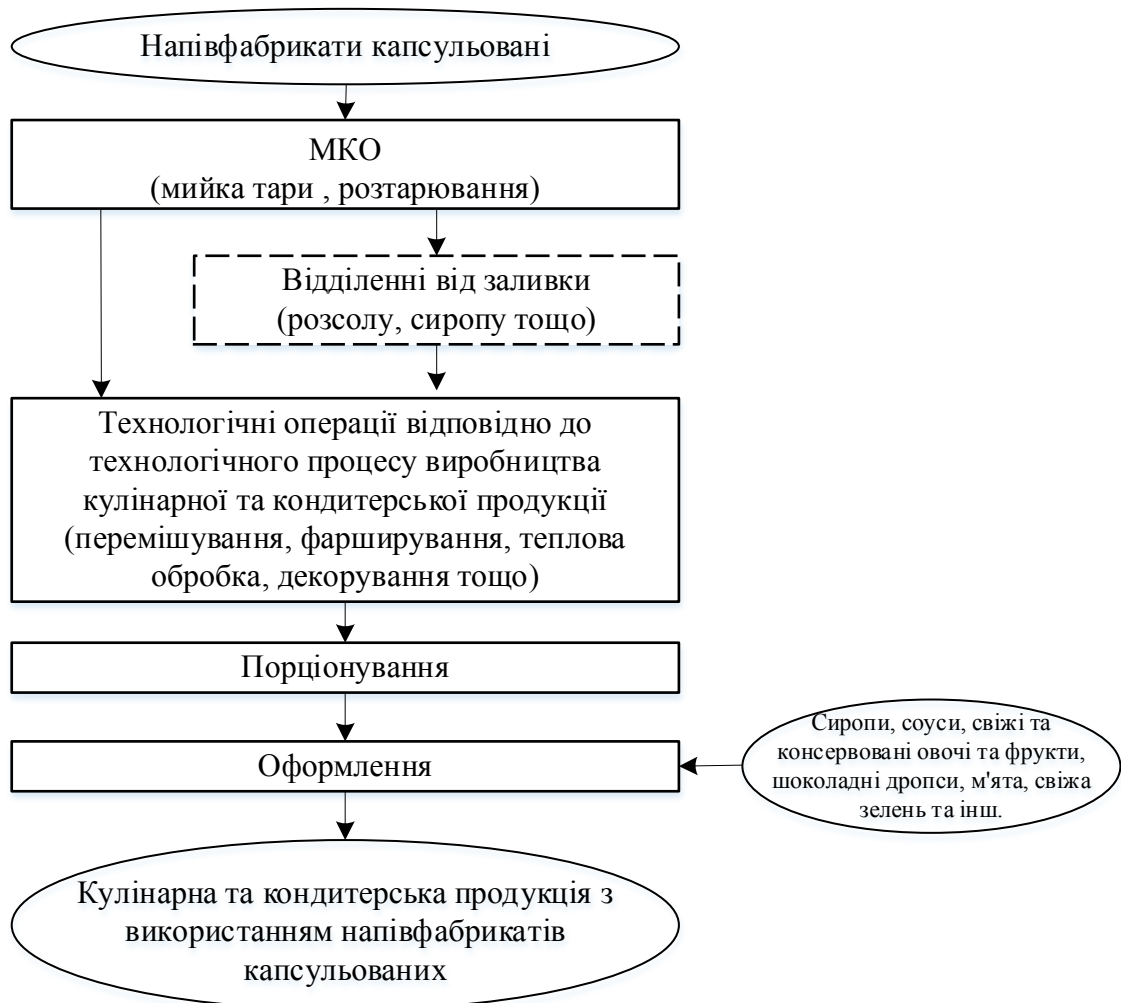 Напівфабрикати капсульовані
МКО
(мийка тари , розтарювання)
Відділенні від заливки
(розсолу, сиропу тощо)
Технологічні операції відповідно до
технологічного процесу виробництва
кулінарної та кондитерської продукції
(перемішування, фарширування, теплова
обробка, декорування тощо)
Порціонування
Оформлення
Сиропи, соуси, свіжі та
консервовані овочі та фрукти,
шоколадні дропси, м'ята, свіжа
зелень та інш.
Кулінарна та кондитерська продукція з
використанням напівфабрикатів
капсульованих